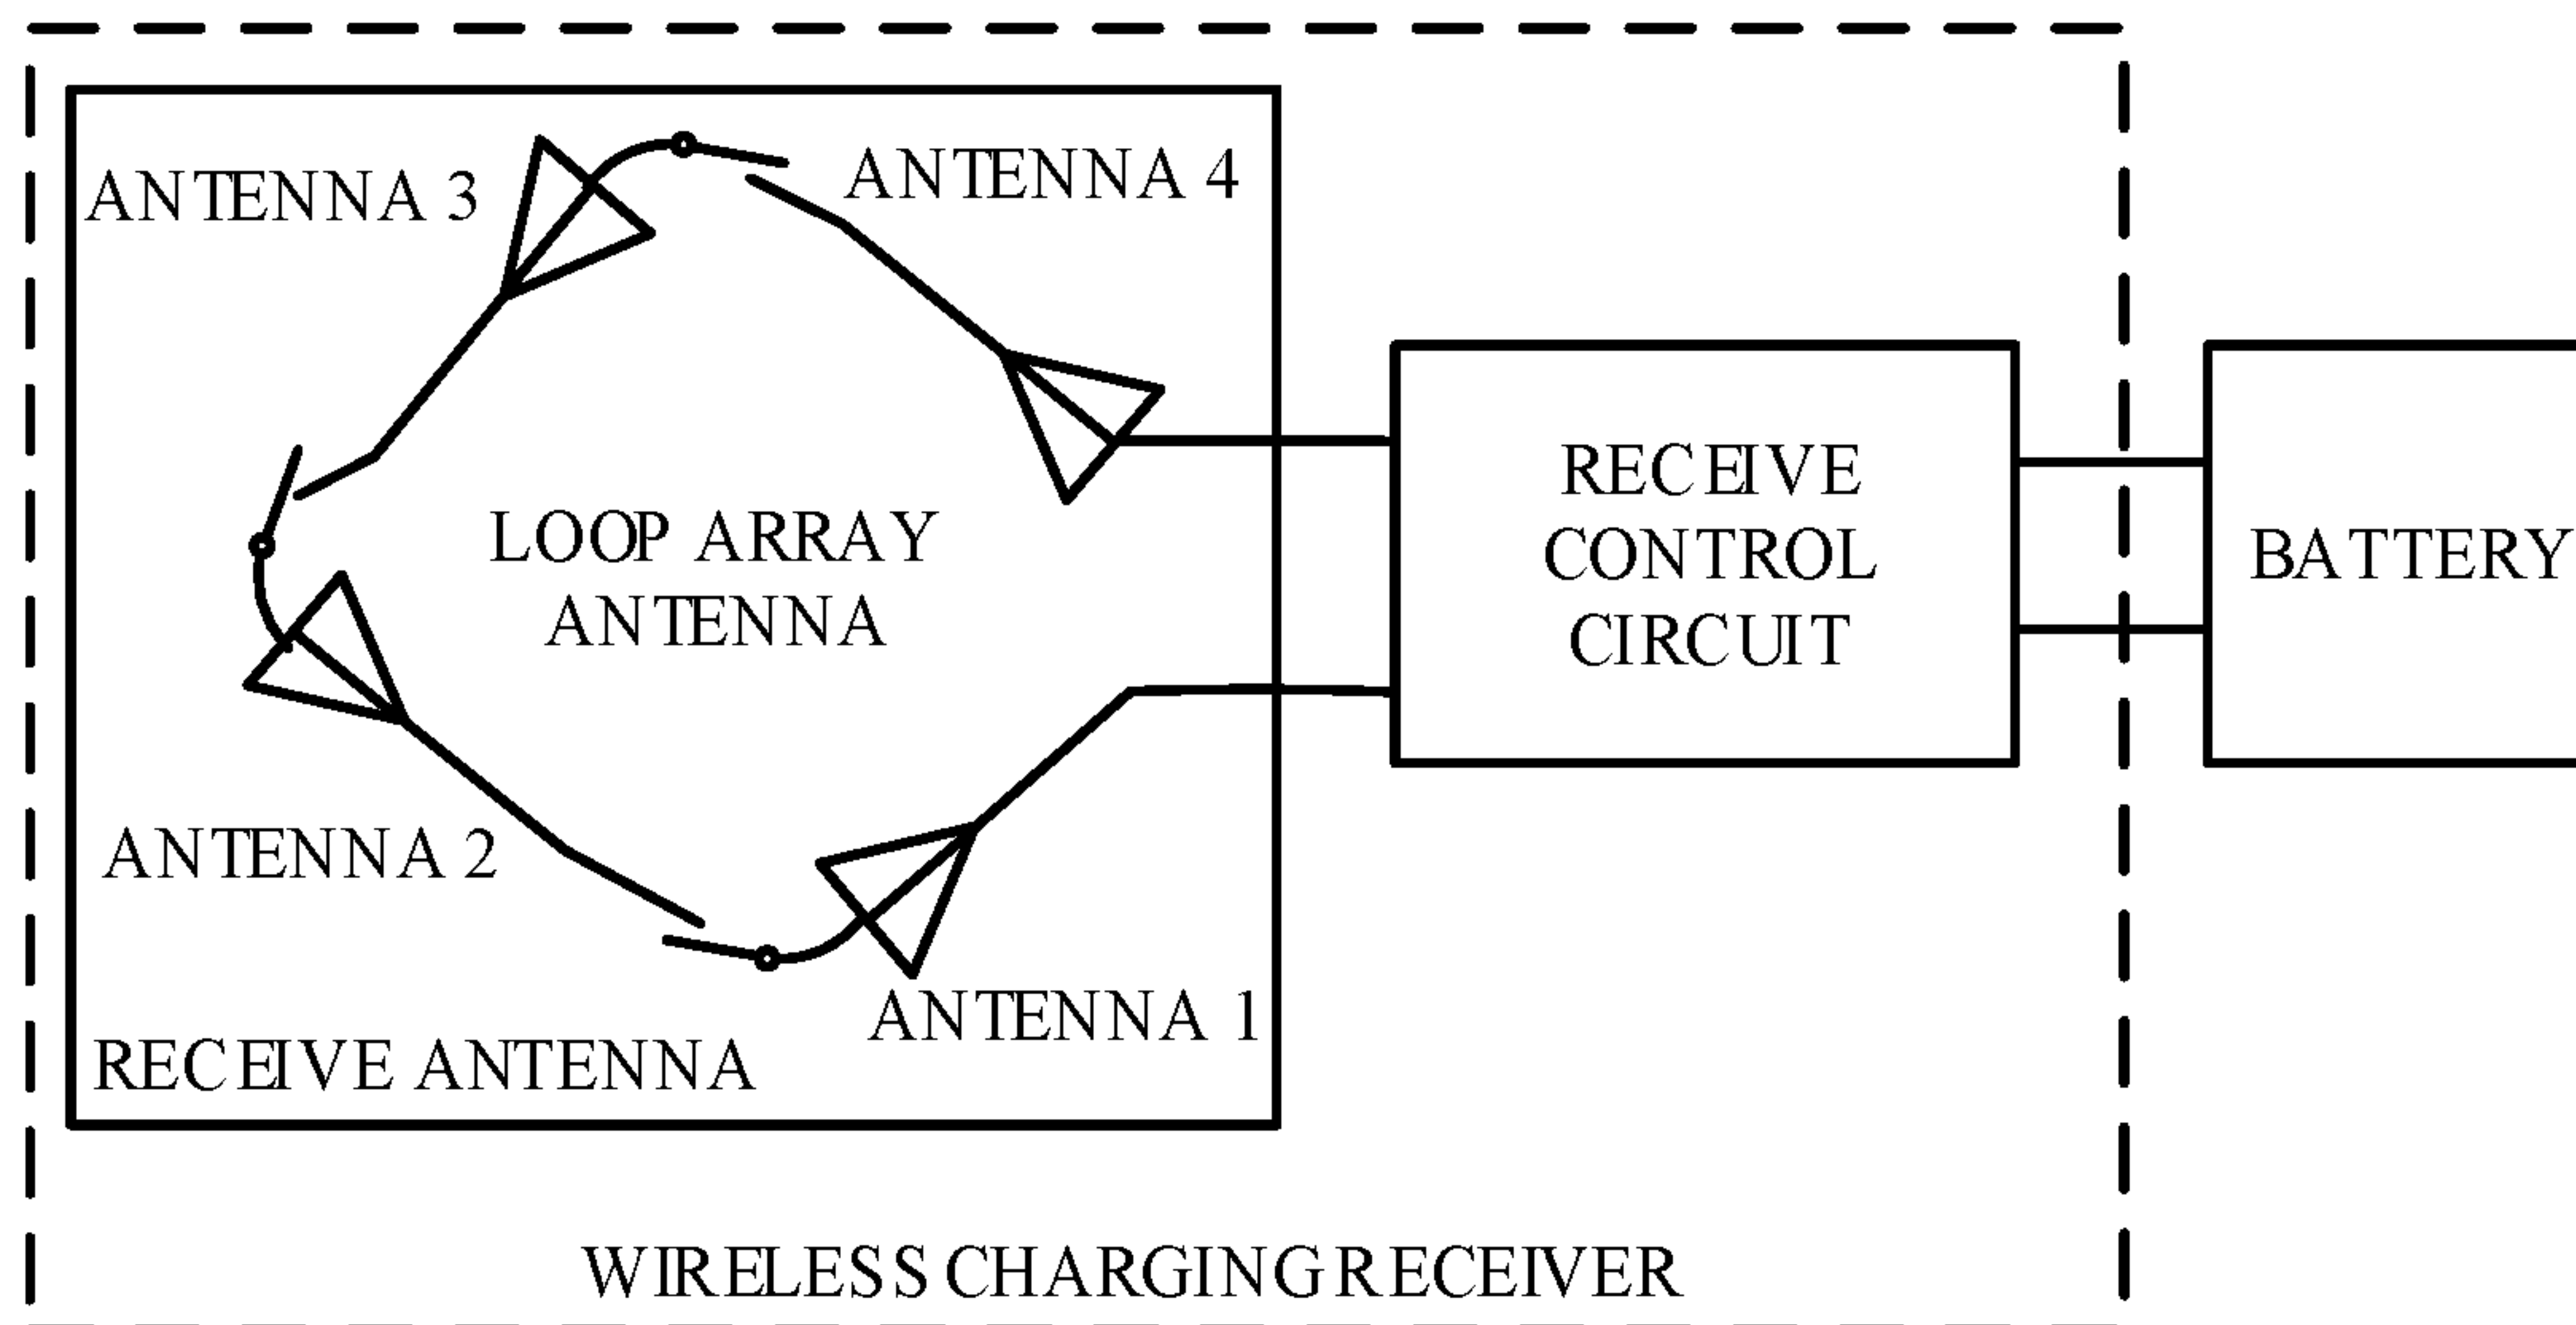 ANTENNA 3
ANTENNA 4
LOOP ARRAY
ANTENNA
ANTENNA 2
ANTENNA 1
RECEIVE ANTENNA
RECEIVE
CONTROL
CIRCUIT
BATTERY
WIRELESS CHARGING RECEIVER